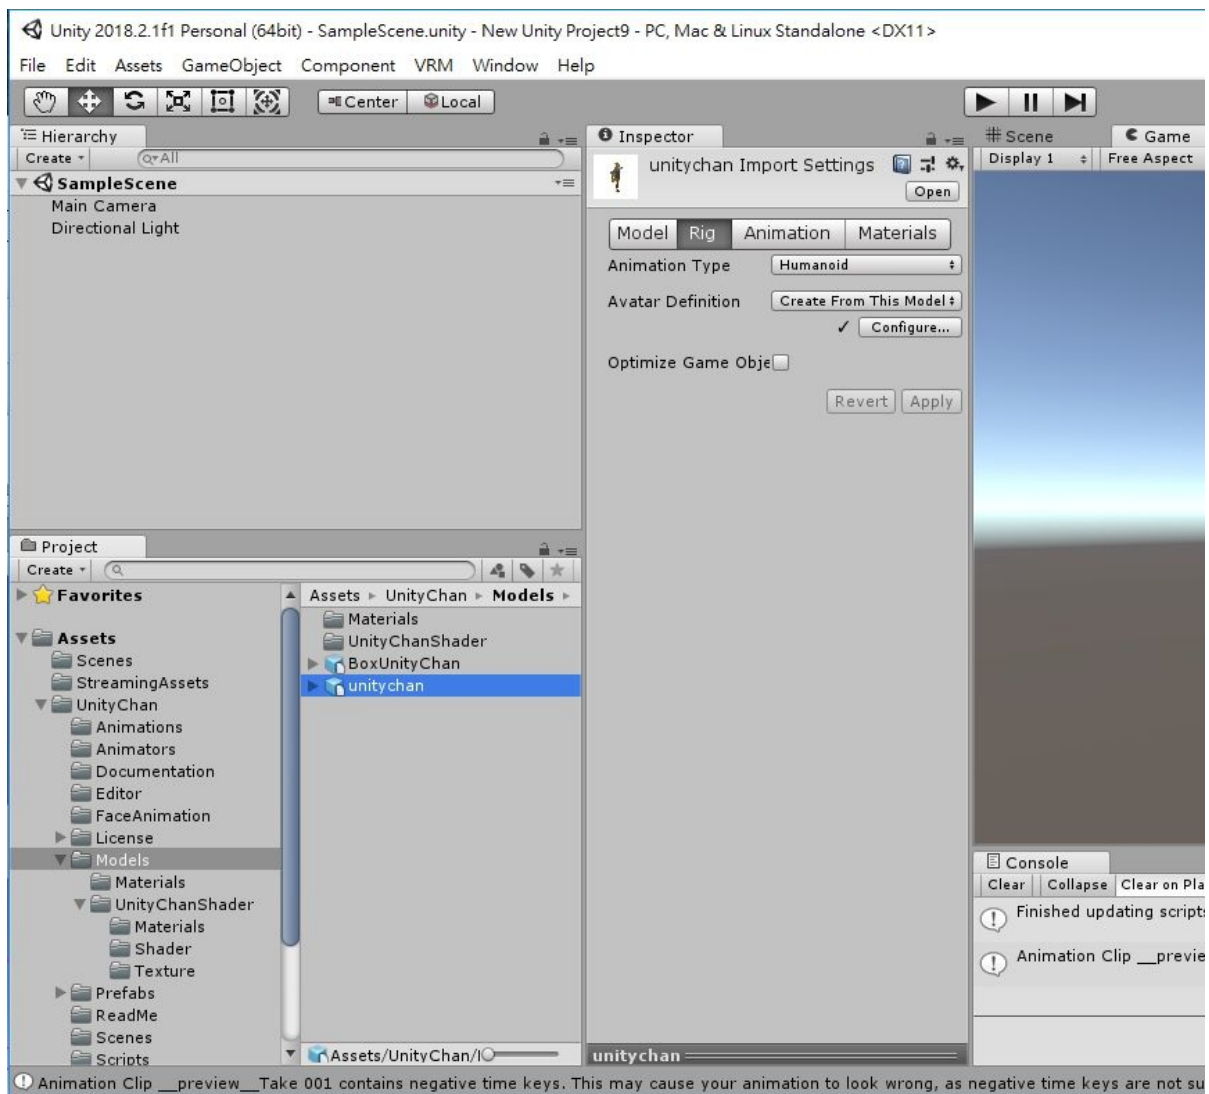 Unity 2018.2.1f1 Personal (64bit) - SampleScene.unity - New Unity Project9 - PC, Mac & Linux Standalone <DX11>
File Edit Assets GameObject Component VRM Window Help
Center Local
Hierarchy
Create All
SampleScene
Main Camera
Directional Light
Project
Create
Favorites
Assets
Scenes
StreamingAssets
UnityChan
Animations
Animators
Documentation
Editor
FaceAnimation
License
Models
Materials
UnityChanShader
Materials
Shader
Texture
Prefabs
ReadMe
Scenes
Scripts
Assets UnityChan Models
Materials
UnityChanShader
BoxUnityChan
unitychan
Assets/UnityChan/
Inspector
unitychan Import Settings
Open
Model Rig Animation Materials
Animation Type Humanoid
Avatar Definition Create From This Model
✓ Configure...
Optimize Game Obje
Revert Apply
unitychan
Scene Game
Display 1 Free Aspect
Console
Clear Collapse Clear on Pla
Finished updating scripts
Animation Clip __previe
Animation Clip __preview__Take 001 contains negative time keys. This may cause your animation to look wrong, as negative time keys are not su